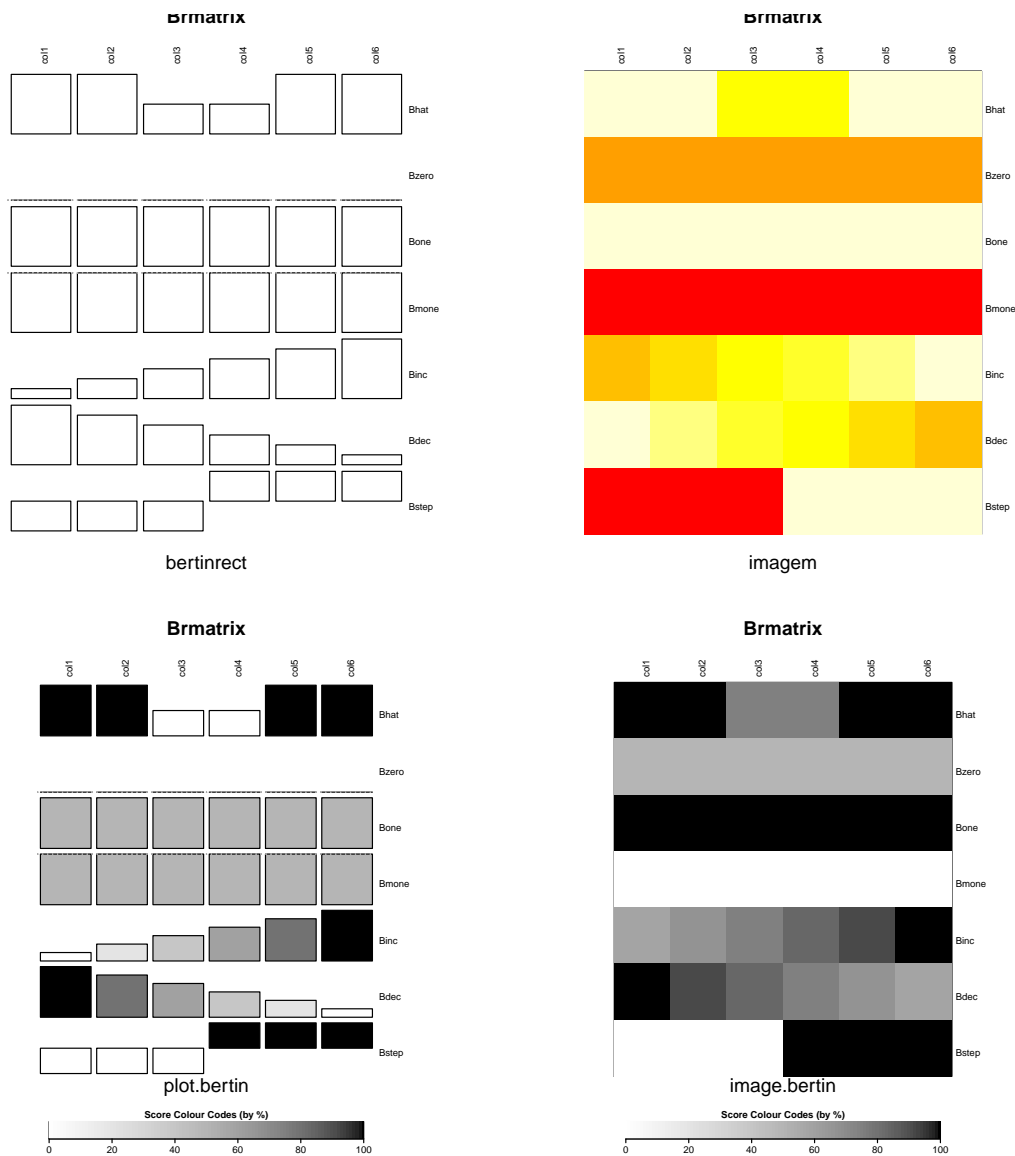 Brmatrix
col1 col2 col3 col4 col5 col6
Bhat
Bzero
Bone
Bmone
Binc
Bdec
Bstep
bertinrect
Brmatrix
col1 col2 col3 col4 col5 col6
Bhat
Bzero
Bone
Bmone
Binc
Bdec
Bstep
imagem
Brmatrix
col1 col2 col3 col4 col5 col6
Bhat
Bzero
Bone
Bmone
Binc
Bdec
Bstep
plot.bertin
Score Colour Codes (by %)
0 20 40 60 80 100
Brmatrix
col1 col2 col3 col4 col5 col6
Bhat
Bzero
Bone
Bmone
Binc
Bdec
Bstep
image.bertin
Score Colour Codes (by %)
0 20 40 60 80 100